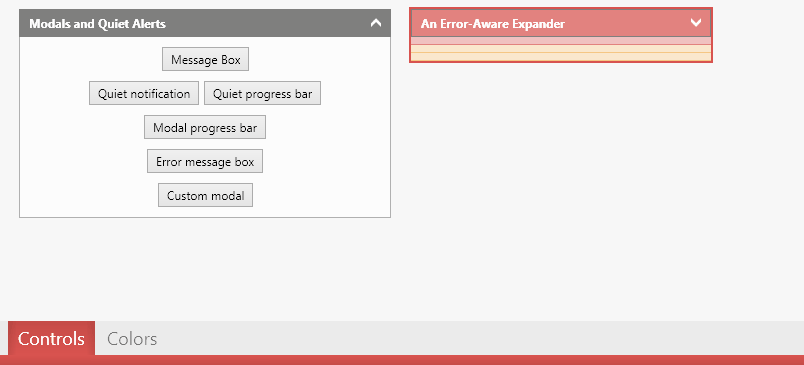 Modals and Quiet Alerts
An Error-Aware Expander
Message Box
Quiet notification Quiet progress bar
Modal progress bar
Error message box
Custom modal
Controls Colors